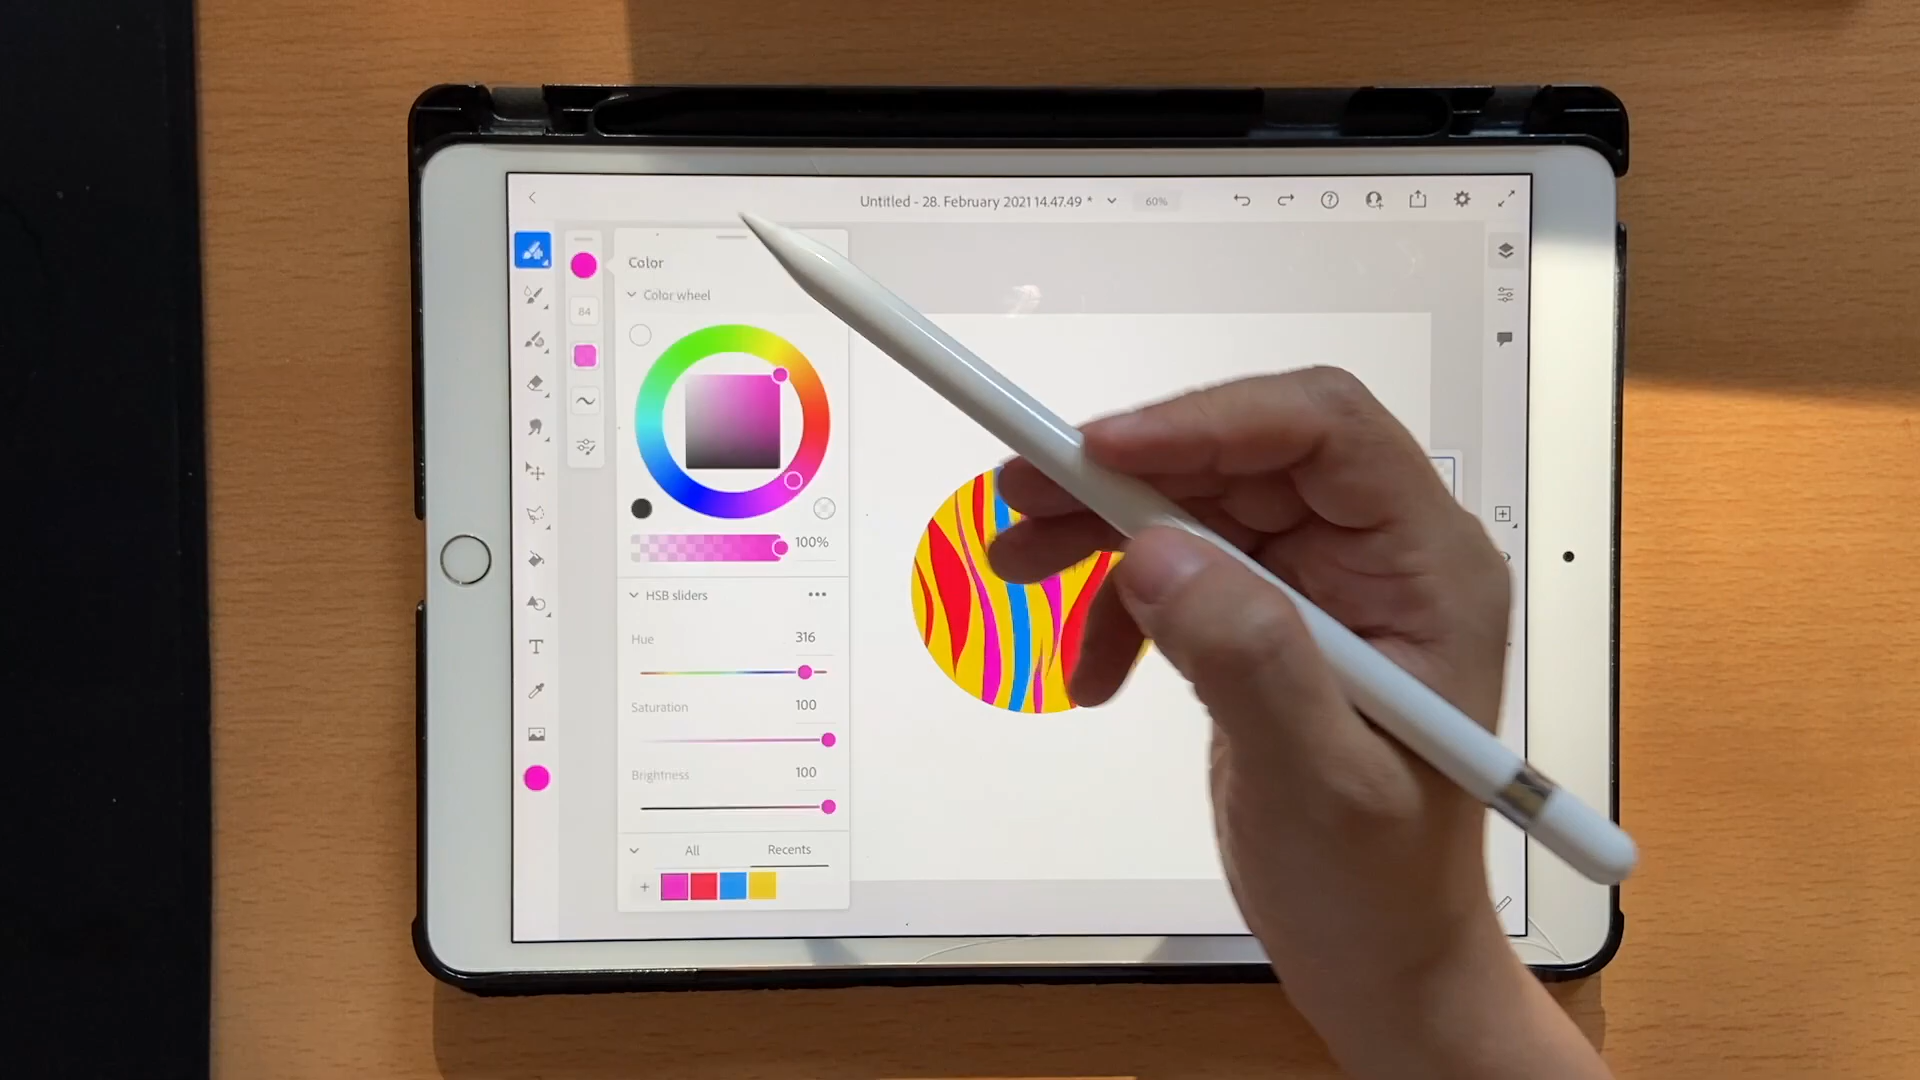 Untitled - 28. February 2021 14.47.49 *
60%
84
Color
Color wheel
100%
HSB sliders
Hue
316
Saturation
100
Brightness
100
All
Recents
T